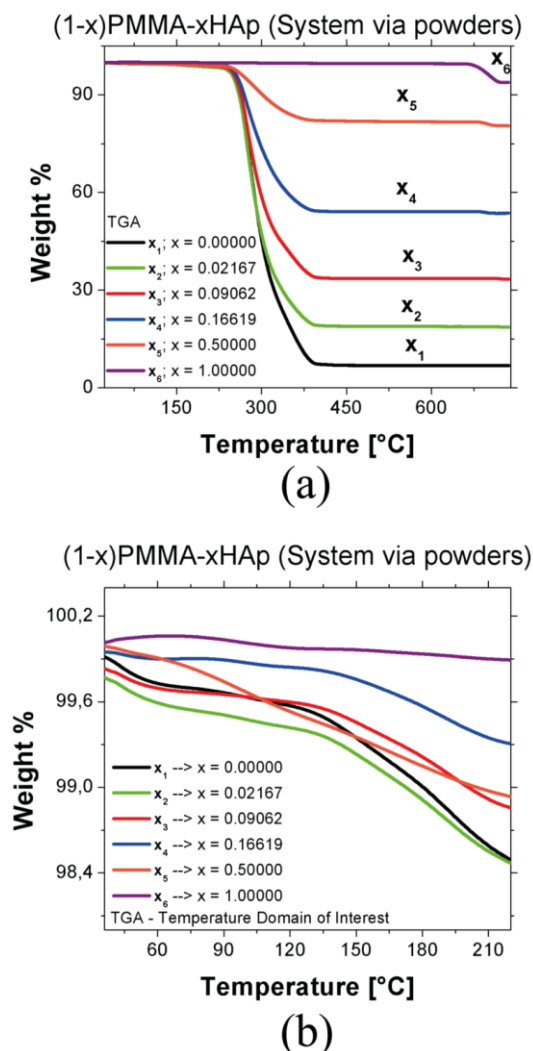 (1-x)PMMA-xHAp (System via powders)
x₆
x₅
x₄
x₃
x₂
x₁
TGA
x₁; x = 0.00000
x₂; x = 0.02167
x₃; x = 0.09062
x₄; x = 0.16619
x₅; x = 0.50000
x₆; x = 1.00000
90
60
30
0
Weight %
150 300 450 600
Temperature [°C]
(a)
(1-x)PMMA-xHAp (System via powders)
100,2
99,6
99,0
98,4
Weight %
x₁ --> x = 0.00000
x₂ --> x = 0.02167
x₃ --> x = 0.09062
x₄ --> x = 0.16619
x₅ --> x = 0.50000
x₆ --> x = 1.00000
TGA - Temperature Domain of Interest
60 90 120 150 180 210
Temperature [°C]
(b)